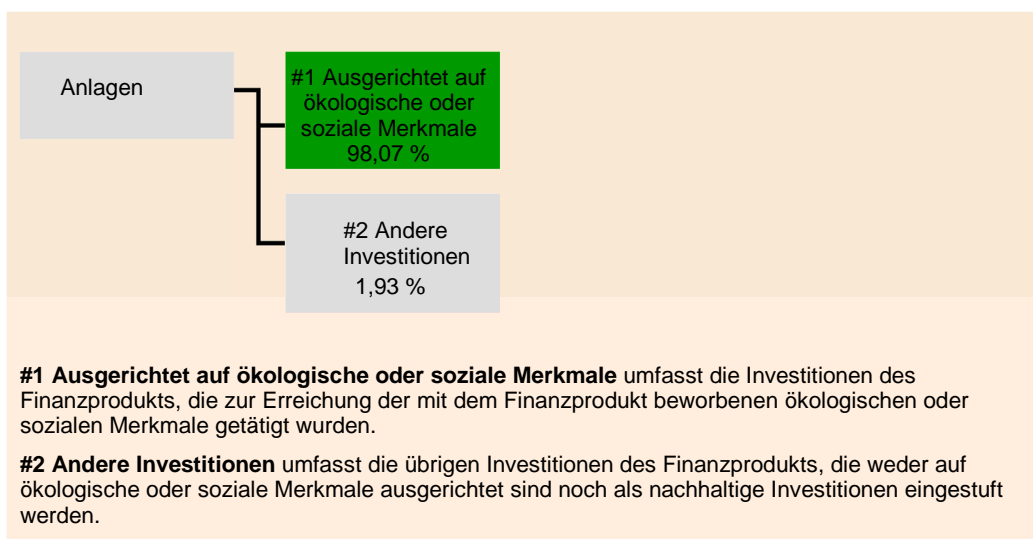 Anlagen
#1 Ausgerichtet auf
ökologische oder
soziale Merkmale
98,07 %
#2 Andere
Investitionen
1,93 %
#1 Ausgerichtet auf ökologische oder soziale Merkmale umfasst die Investitionen des
Finanzprodukts, die zur Erreichung der mit dem Finanzprodukt beworbenen ökologischen oder
sozialen Merkmale getätigt wurden.
#2 Andere Investitionen umfasst die übrigen Investitionen des Finanzprodukts, die weder auf
ökologische oder soziale Merkmale ausgerichtet sind noch als nachhaltige Investitionen eingestuft
werden.